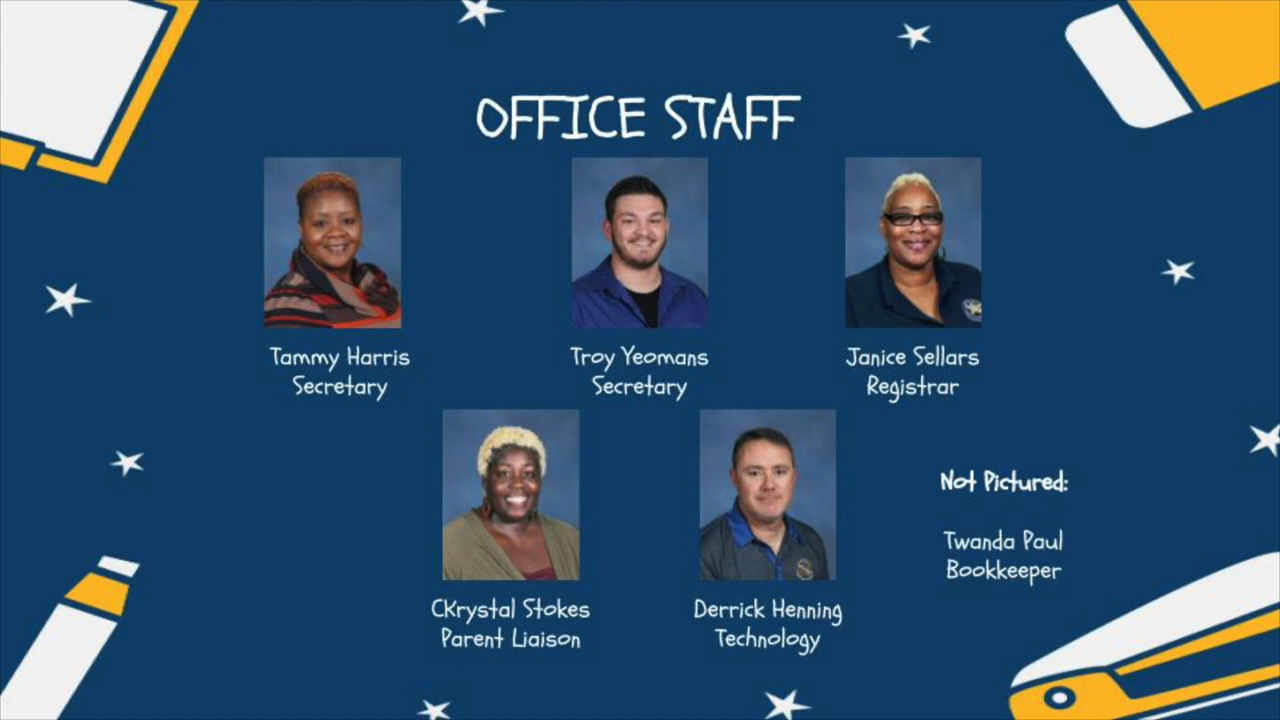 OFFICE STAFF
Tammy Harris
Secretary
Troy Yeomans
Secretary
Janice Sellars
Registrar
CKrystal Stokes
Parent Liaison
Derrick Henning
Technology
Not Pictured:
Twanda Paul
Bookkeeper